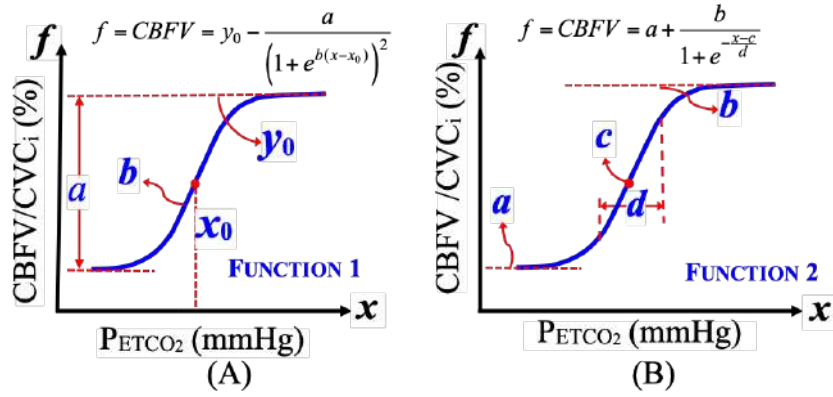 f = CBFV = y₀ − a / (1 + e^{b(x−x₀)})²
f
CBFV/CVCᵢ (%)
a
b
y₀
x₀
FUNCTION 1
x
PETCO₂ (mmHg)
(A)
f = CBFV = a + b / (1 + e^{−(x−c)/d})
f
CBFV /CVCᵢ (%)
b
c
d
a
FUNCTION 2
x
PETCO₂ (mmHg)
(B)